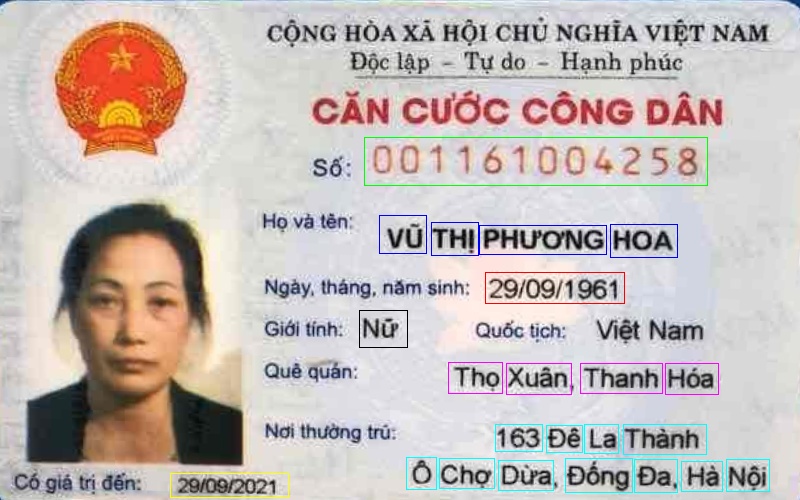 CỘNG HÒA XÃ HỘI CHỦ NGHĨA VIỆT NAM
Độc lập - Tự do - Hạnh phúc
CĂN CƯỚC CÔNG DÂN
Số: 001161004258
Họ và tên: VŨ THỊ PHƯƠNG HOA
Ngày, tháng, năm sinh: 29/09/1961
Giới tính: Nữ Quốc tịch: Việt Nam
Quê quán: Thọ Xuân, Thanh Hóa
Nơi thường trú: 163 Đê La Thành
Ô Chợ Dừa, Đống Đa, Hà Nội
Có giá trị đến: 29/09/2021